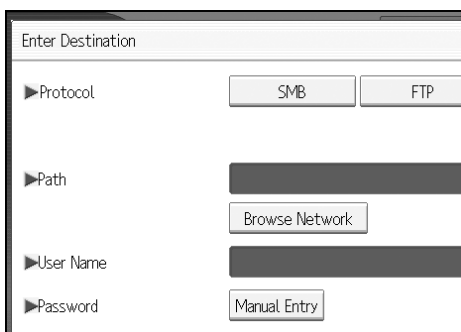 Enter Destination
▶Protocol SMB FTP
▶Path
Browse Network
▶User Name
▶Password Manual Entry